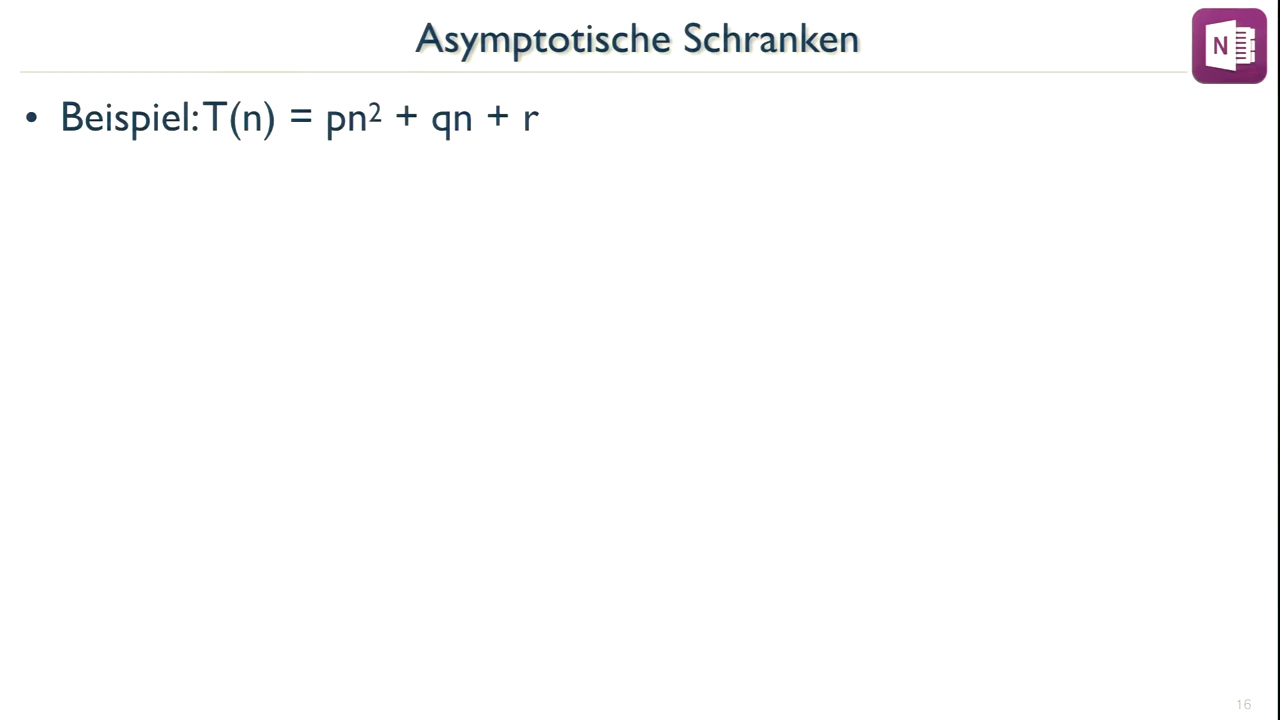 Asymptotische Schranken
N
• Beispiel: T(n) = pn² + qn + r
16